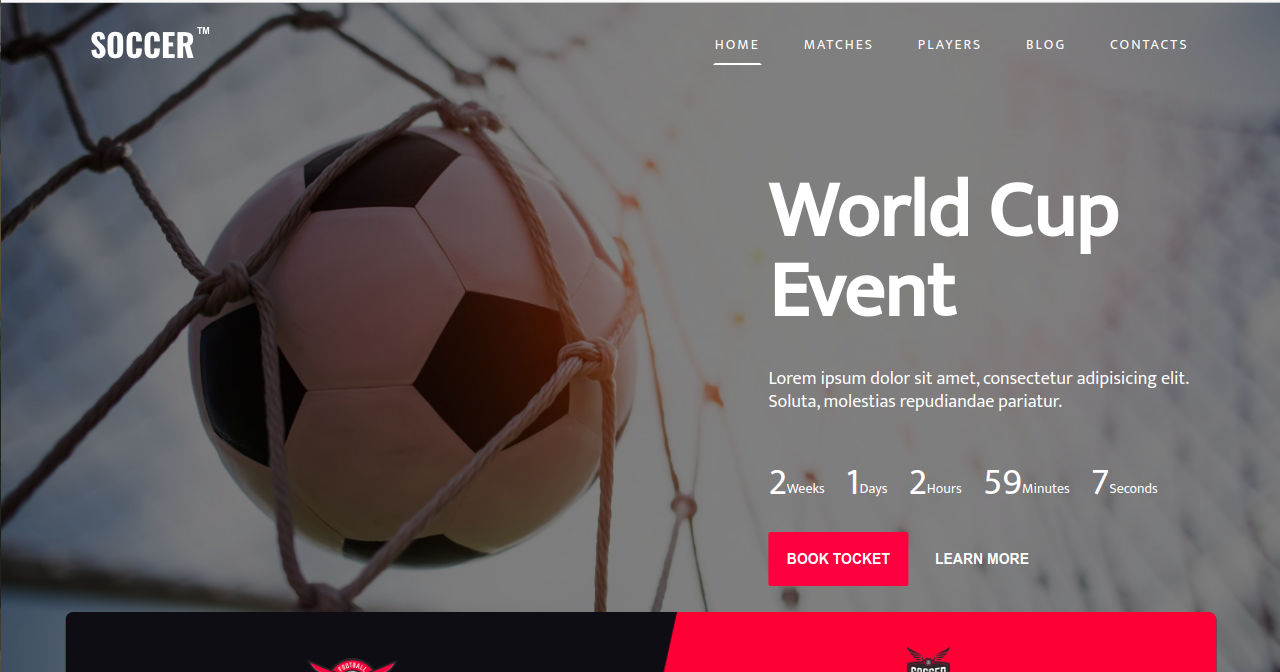 SOCCER™
HOME MATCHES PLAYERS BLOG CONTACTS
World Cup
Event
Lorem ipsum dolor sit amet, consectetur adipisicing elit.
Soluta, molestias repudiandae pariatur.
2Weeks 1Days 2Hours 59Minutes 7Seconds
BOOK TOCKET LEARN MORE
FOOTBALL
SOCCER